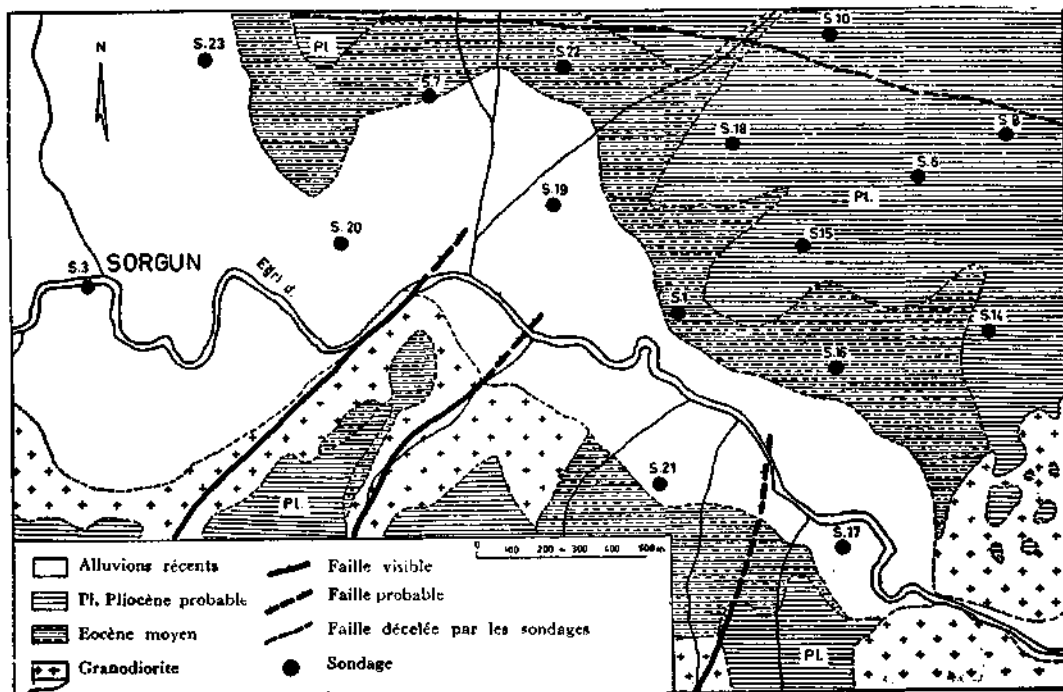 S.10
S.23
N
Pl.
S.22
S.7
S.8
S.18
S.6
Pl.
S.19
S.20
S15
SORGUN
S.3
Eğri d.
S.1
S.14
S.16
S.21
Pl.
S.17
Pl.
0 100 200 300 400 500 m.
Alluvions récents
Pl. Pliocène probable
Eocène moyen
Granodiorite
Faille visible
Faille probable
Faille décelée par les sondages
Sondage